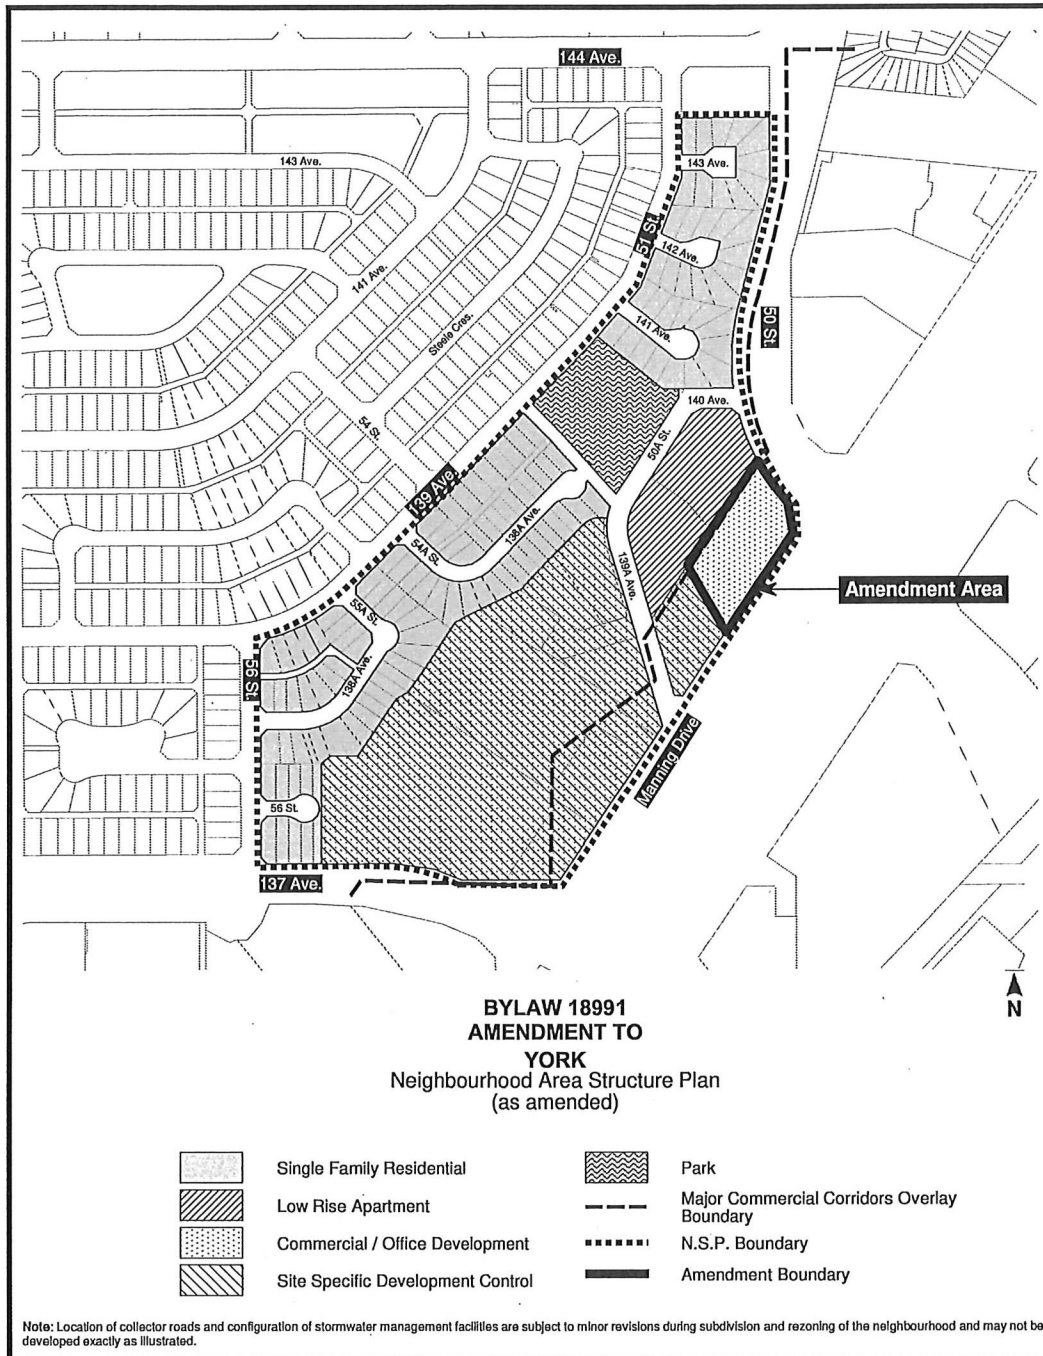 144 Ave.
143 Ave.
143 Ave.
51 St.
142 Ave.
141 Ave.
Steele Cres.
141 Ave.
50 St.
140 Ave.
54 St.
50A St.
139 Ave.
138A Ave.
54A St.
139A Ave.
Amendment Area
55A St.
56 St.
138A Ave.
Manning Drive
56 St.
137 Ave.
N
BYLAW 18991
AMENDMENT TO
YORK
Neighbourhood Area Structure Plan
(as amended)
Single Family Residential
Low Rise Apartment
Commercial / Office Development
Site Specific Development Control
Park
Major Commercial Corridors Overlay
Boundary
N.S.P. Boundary
Amendment Boundary
Note: Location of collector roads and configuration of stormwater management facilities are subject to minor revisions during subdivision and rezoning of the neighbourhood and may not be
developed exactly as illustrated.